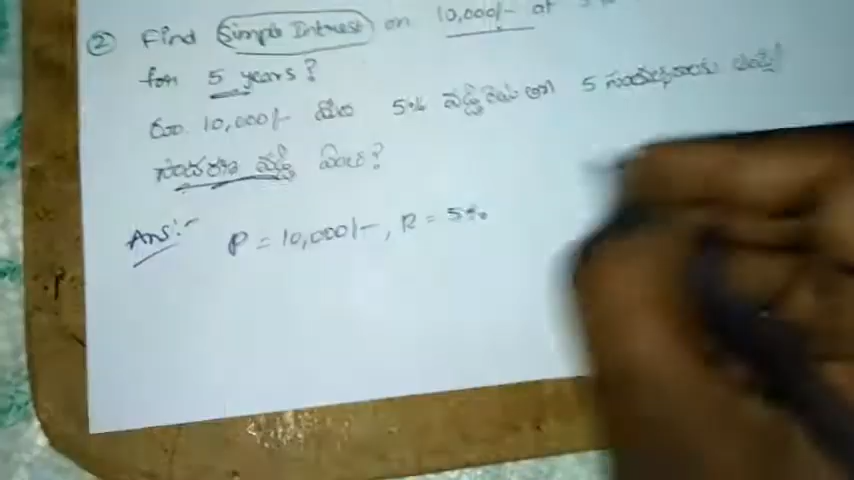 ② Find Simple Interest on 10,000/- at 5%
for 5 years?
రూ. 10,000/- మీద 5% వడ్డీ రేటు తో 5 సంవత్సరాలకు
సాధారణ వడ్డీ ఎంత?
Ans:- P = 10,000/-, R = 5%